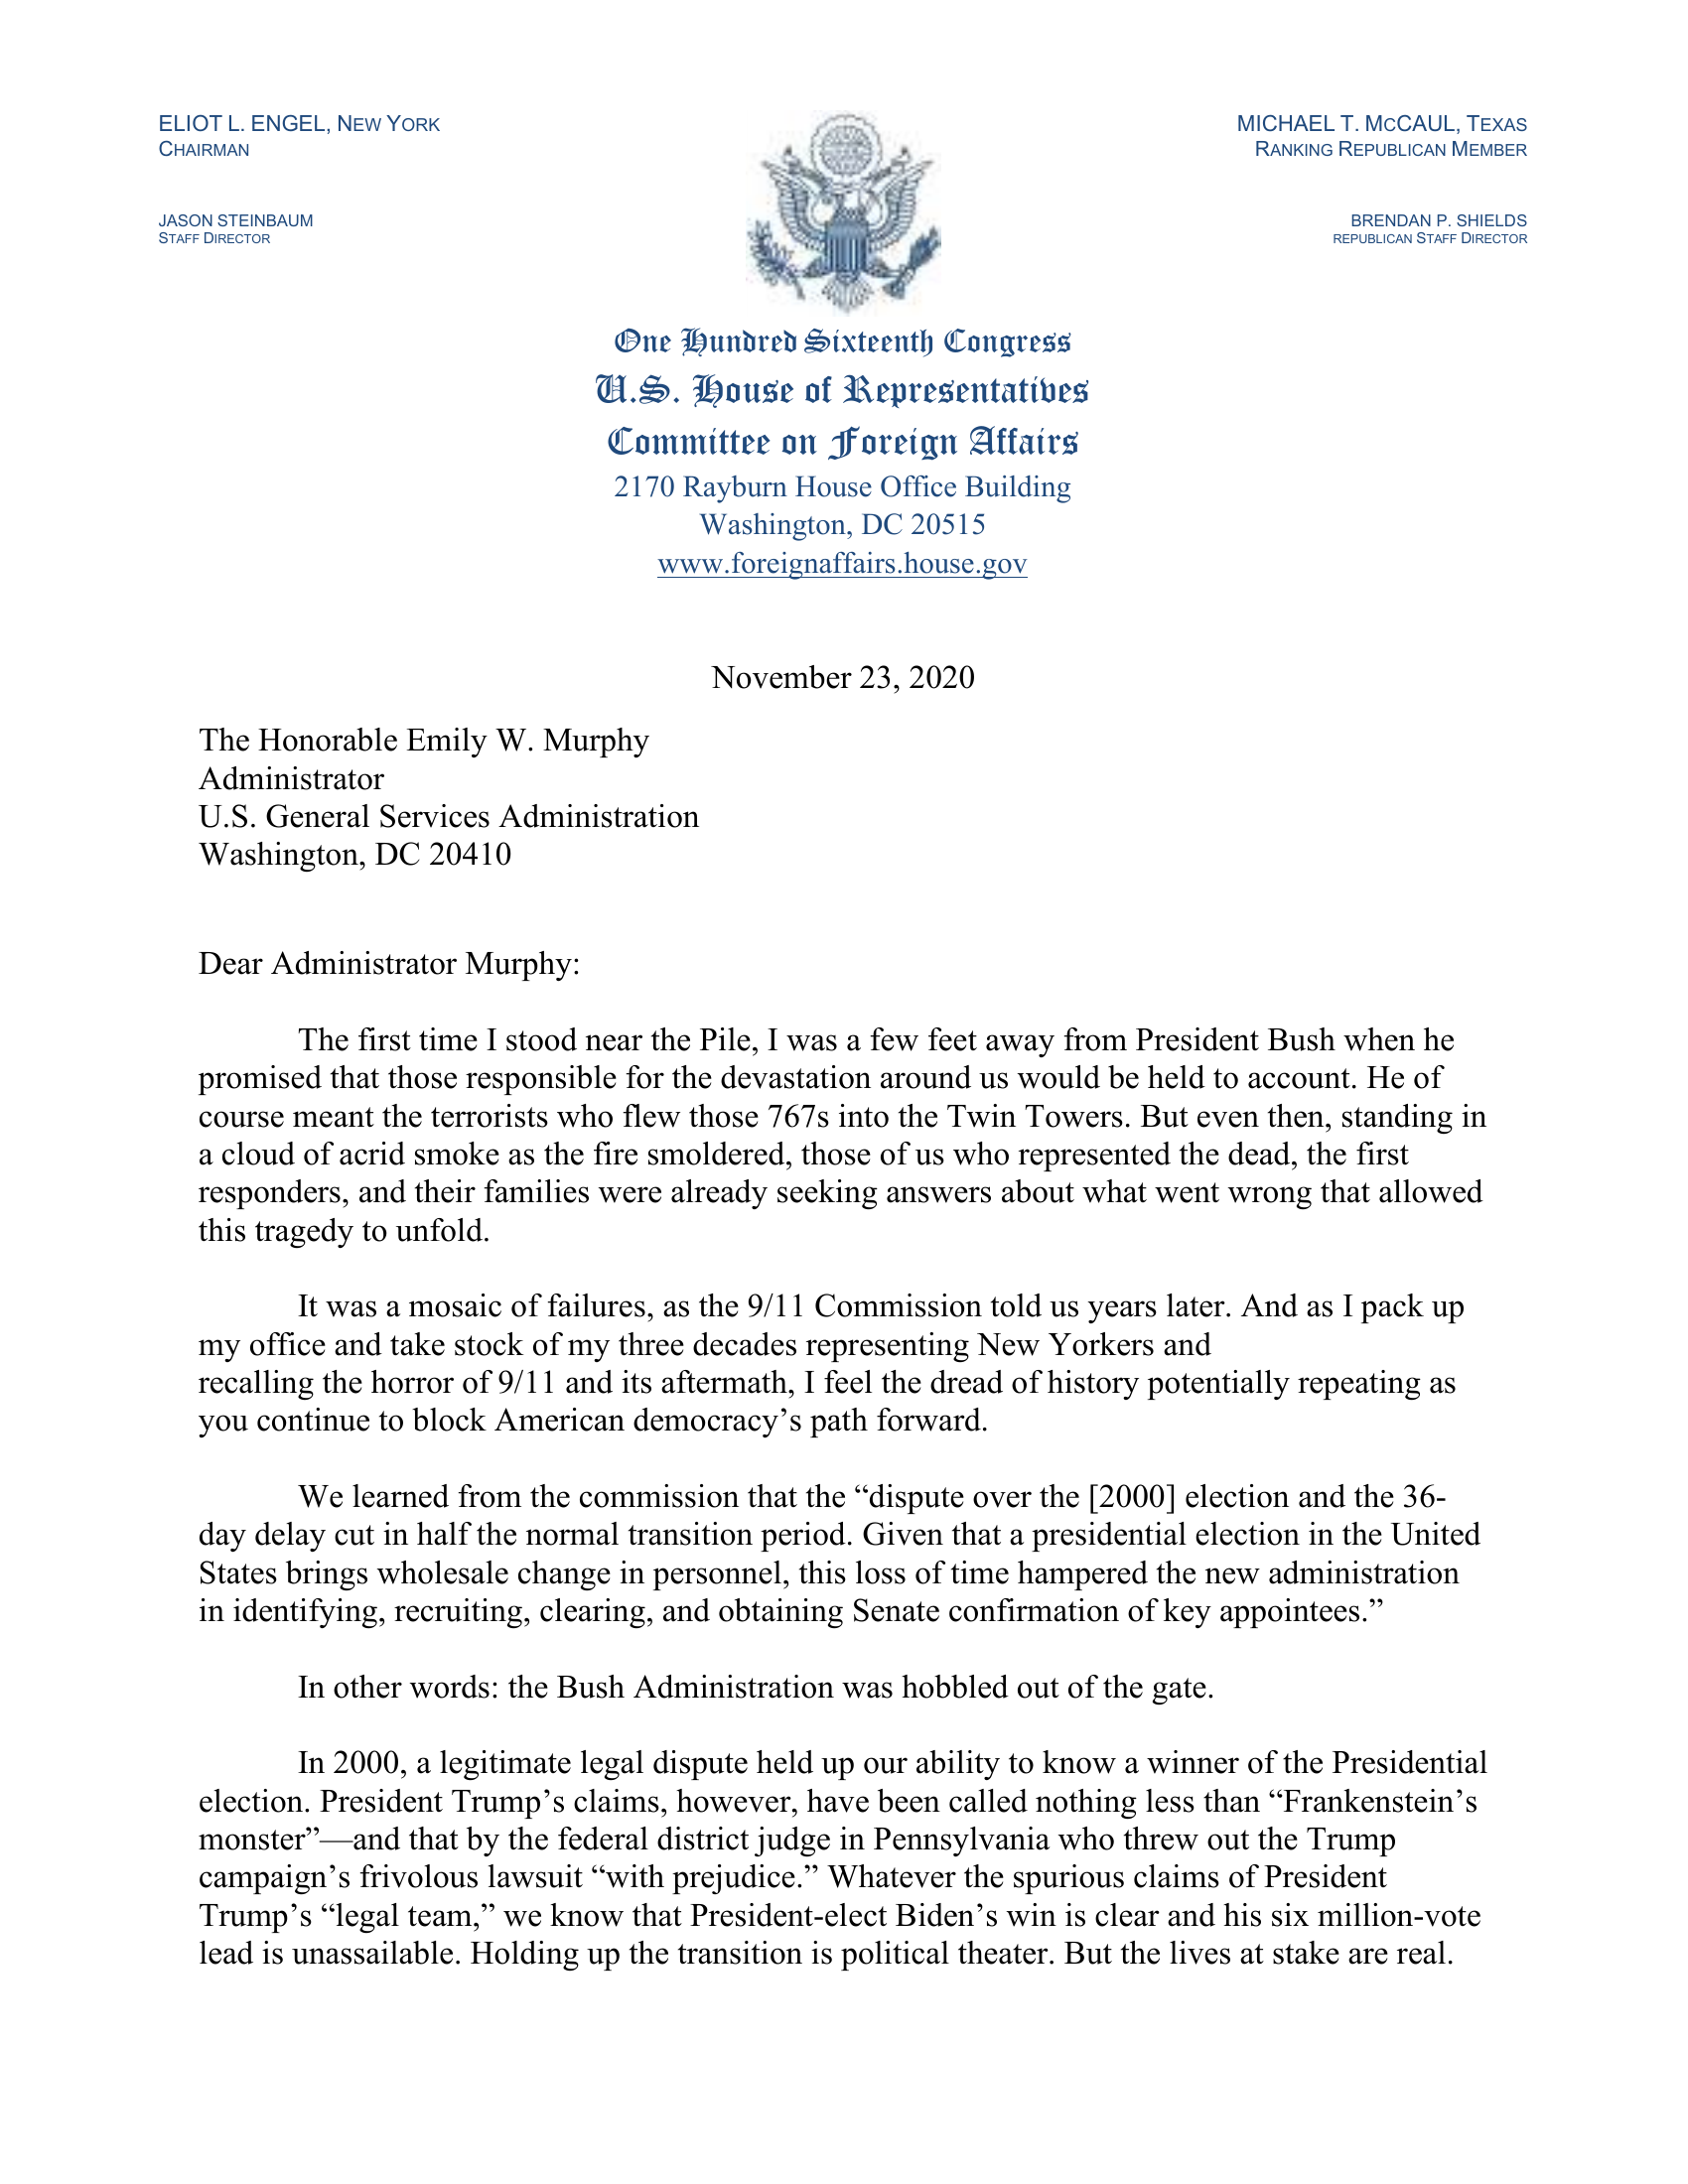 ELIOT L. ENGEL, NEW YORK
CHAIRMAN
JASON STEINBAUM
STAFF DIRECTOR
MICHAEL T. MCCAUL, TEXAS
RANKING REPUBLICAN MEMBER
BRENDAN P. SHIELDS
REPUBLICAN STAFF DIRECTOR
One Hundred Sixteenth Congress
U.S. House of Representatives
Committee on Foreign Affairs
2170 Rayburn House Office Building
Washington, DC 20515
www.foreignaffairs.house.gov
November 23, 2020
The Honorable Emily W. Murphy
Administrator
U.S. General Services Administration
Washington, DC 20410
Dear Administrator Murphy:
The first time I stood near the Pile, I was a few feet away from President Bush when he
promised that those responsible for the devastation around us would be held to account. He of
course meant the terrorists who flew those 767s into the Twin Towers. But even then, standing in
a cloud of acrid smoke as the fire smoldered, those of us who represented the dead, the first
responders, and their families were already seeking answers about what went wrong that allowed
this tragedy to unfold.
It was a mosaic of failures, as the 9/11 Commission told us years later. And as I pack up
my office and take stock of my three decades representing New Yorkers and
recalling the horror of 9/11 and its aftermath, I feel the dread of history potentially repeating as
you continue to block American democracy’s path forward.
We learned from the commission that the “dispute over the [2000] election and the 36-
day delay cut in half the normal transition period. Given that a presidential election in the United
States brings wholesale change in personnel, this loss of time hampered the new administration
in identifying, recruiting, clearing, and obtaining Senate confirmation of key appointees.”
In other words: the Bush Administration was hobbled out of the gate.
In 2000, a legitimate legal dispute held up our ability to know a winner of the Presidential
election. President Trump’s claims, however, have been called nothing less than “Frankenstein’s
monster”—and that by the federal district judge in Pennsylvania who threw out the Trump
campaign’s frivolous lawsuit “with prejudice.” Whatever the spurious claims of President
Trump’s “legal team,” we know that President-elect Biden’s win is clear and his six million-vote
lead is unassailable. Holding up the transition is political theater. But the lives at stake are real.